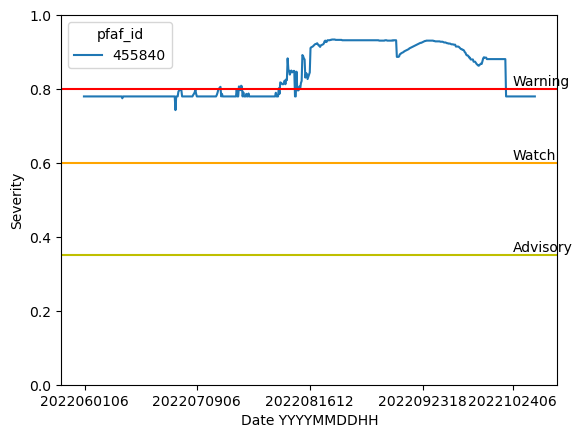 pfaf_id
455840
1.0
0.8
0.6
0.4
0.2
0.0
Severity
Warning
Watch
Advisory
2022060106
2022070906
2022081612
2022092318
2022102406
Date YYYYMMDDHH